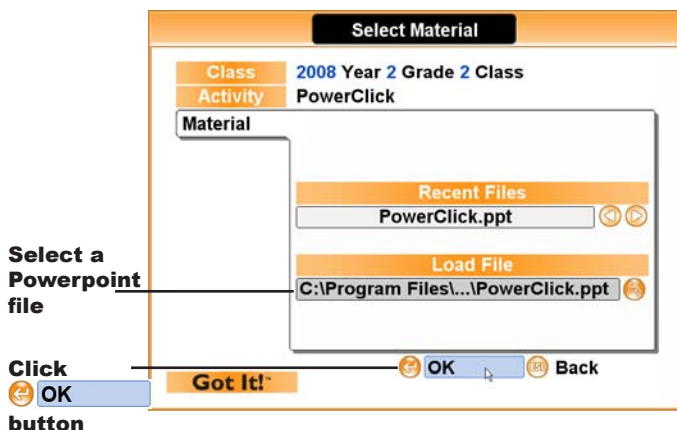 Select Material
Class 2008 Year 2 Grade 2 Class
Activity PowerClick
Material
Recent Files
PowerClick.ppt
Load File
C:\Program Files\...\PowerClick.ppt
OK Back
Got It!
Select a
Powerpoint
file
Click
OK
button